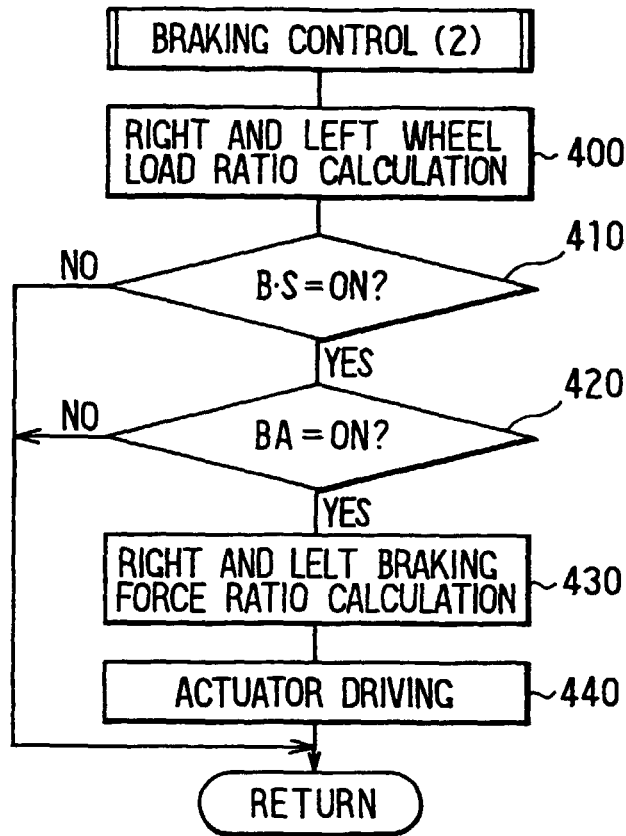 BRAKING CONTROL (2)
RIGHT AND LEFT WHEEL
LOAD RATIO CALCULATION
400
410
NO
B·S=ON?
YES
420
NO
BA=ON?
YES
RIGHT AND LELT BRAKING
FORCE RATIO CALCULATION
430
ACTUATOR DRIVING
440
RETURN